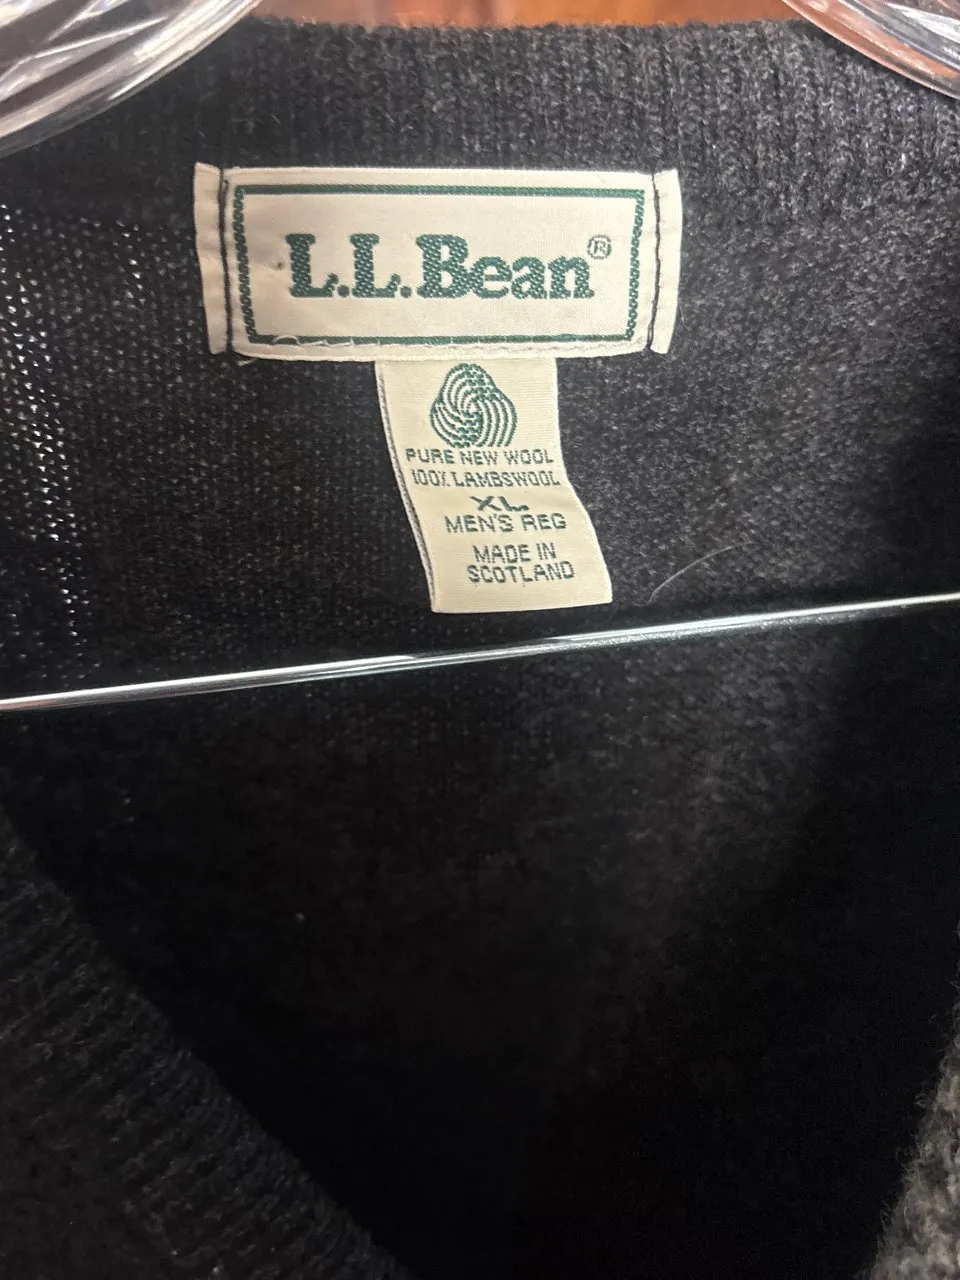 L.L.Bean®
PURE NEW WOOL
100% LAMBSWOOL
XL
MEN'S REG
MADE IN
SCOTLAND